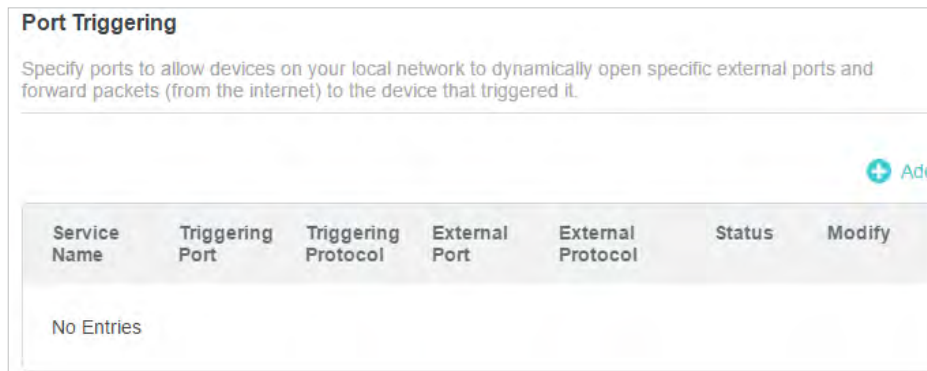 Port Triggering
Specify ports to allow devices on your local network to dynamically open specific external ports and
forward packets (from the internet) to the device that triggered it.
Service Name
Triggering Port
Triggering Protocol
External Port
External Protocol
Status
Modify
No Entries